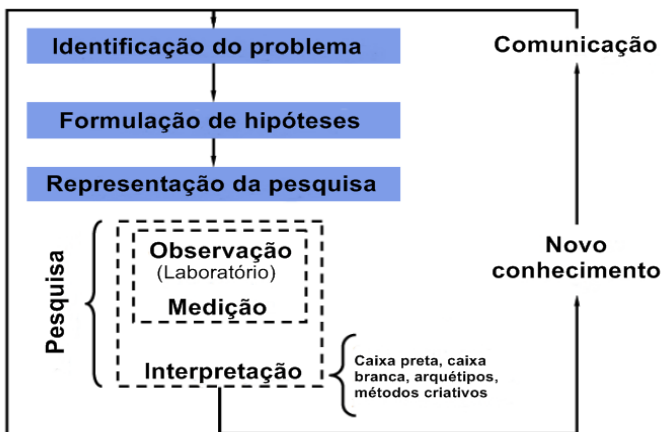 Identificação do problema
Formulação de hipóteses
Representação da pesquisa
Pesquisa
Observação
(Laboratório)
Medição
Interpretação
Caixa preta, caixa
branca, arquétipos,
métodos criativos
Novo
conhecimento
Comunicação